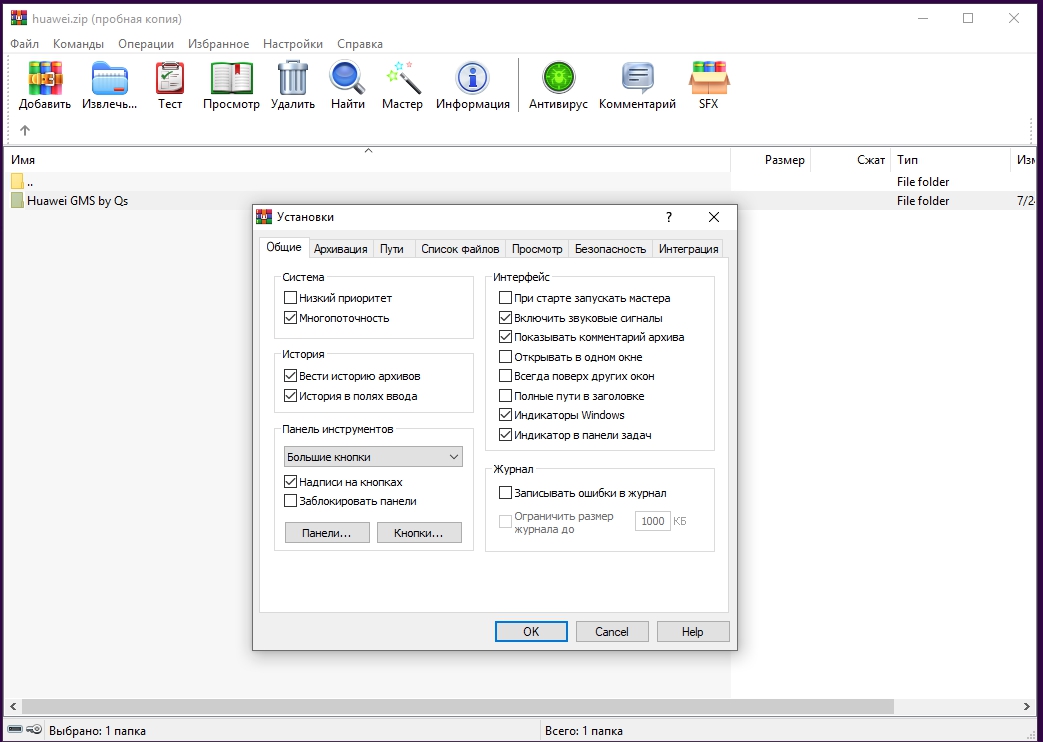 huawei.zip (пробная копия)
Файл Команды Операции Избранное Настройки Справка
Добавить Извлечь... Тест Просмотр Удалить Найти Мастер Информация Антивирус Комментарий SFX
Имя Размер Сжат Тип
.. File folder
Huawei GMS by Qs File folder 7/2
Установки ?
Общие Архивация Пути Список файлов Просмотр Безопасность Интеграция
Система
Низкий приоритет
Многопоточность
История
Вести историю архивов
История в полях ввода
Панель инструментов
Большие кнопки
Надписи на кнопках
Заблокировать панели
Панели... Кнопки...
Интерфейс
При старте запускать мастера
Включить звуковые сигналы
Показывать комментарий архива
Открывать в одном окне
Всегда поверх других окон
Полные пути в заголовке
Индикаторы Windows
Индикатор в панели задач
Журнал
Записывать ошибки в журнал
Ограничить размер
журнала до 1000 КБ
OK Cancel Help
Выбрано: 1 папка Всего: 1 папка